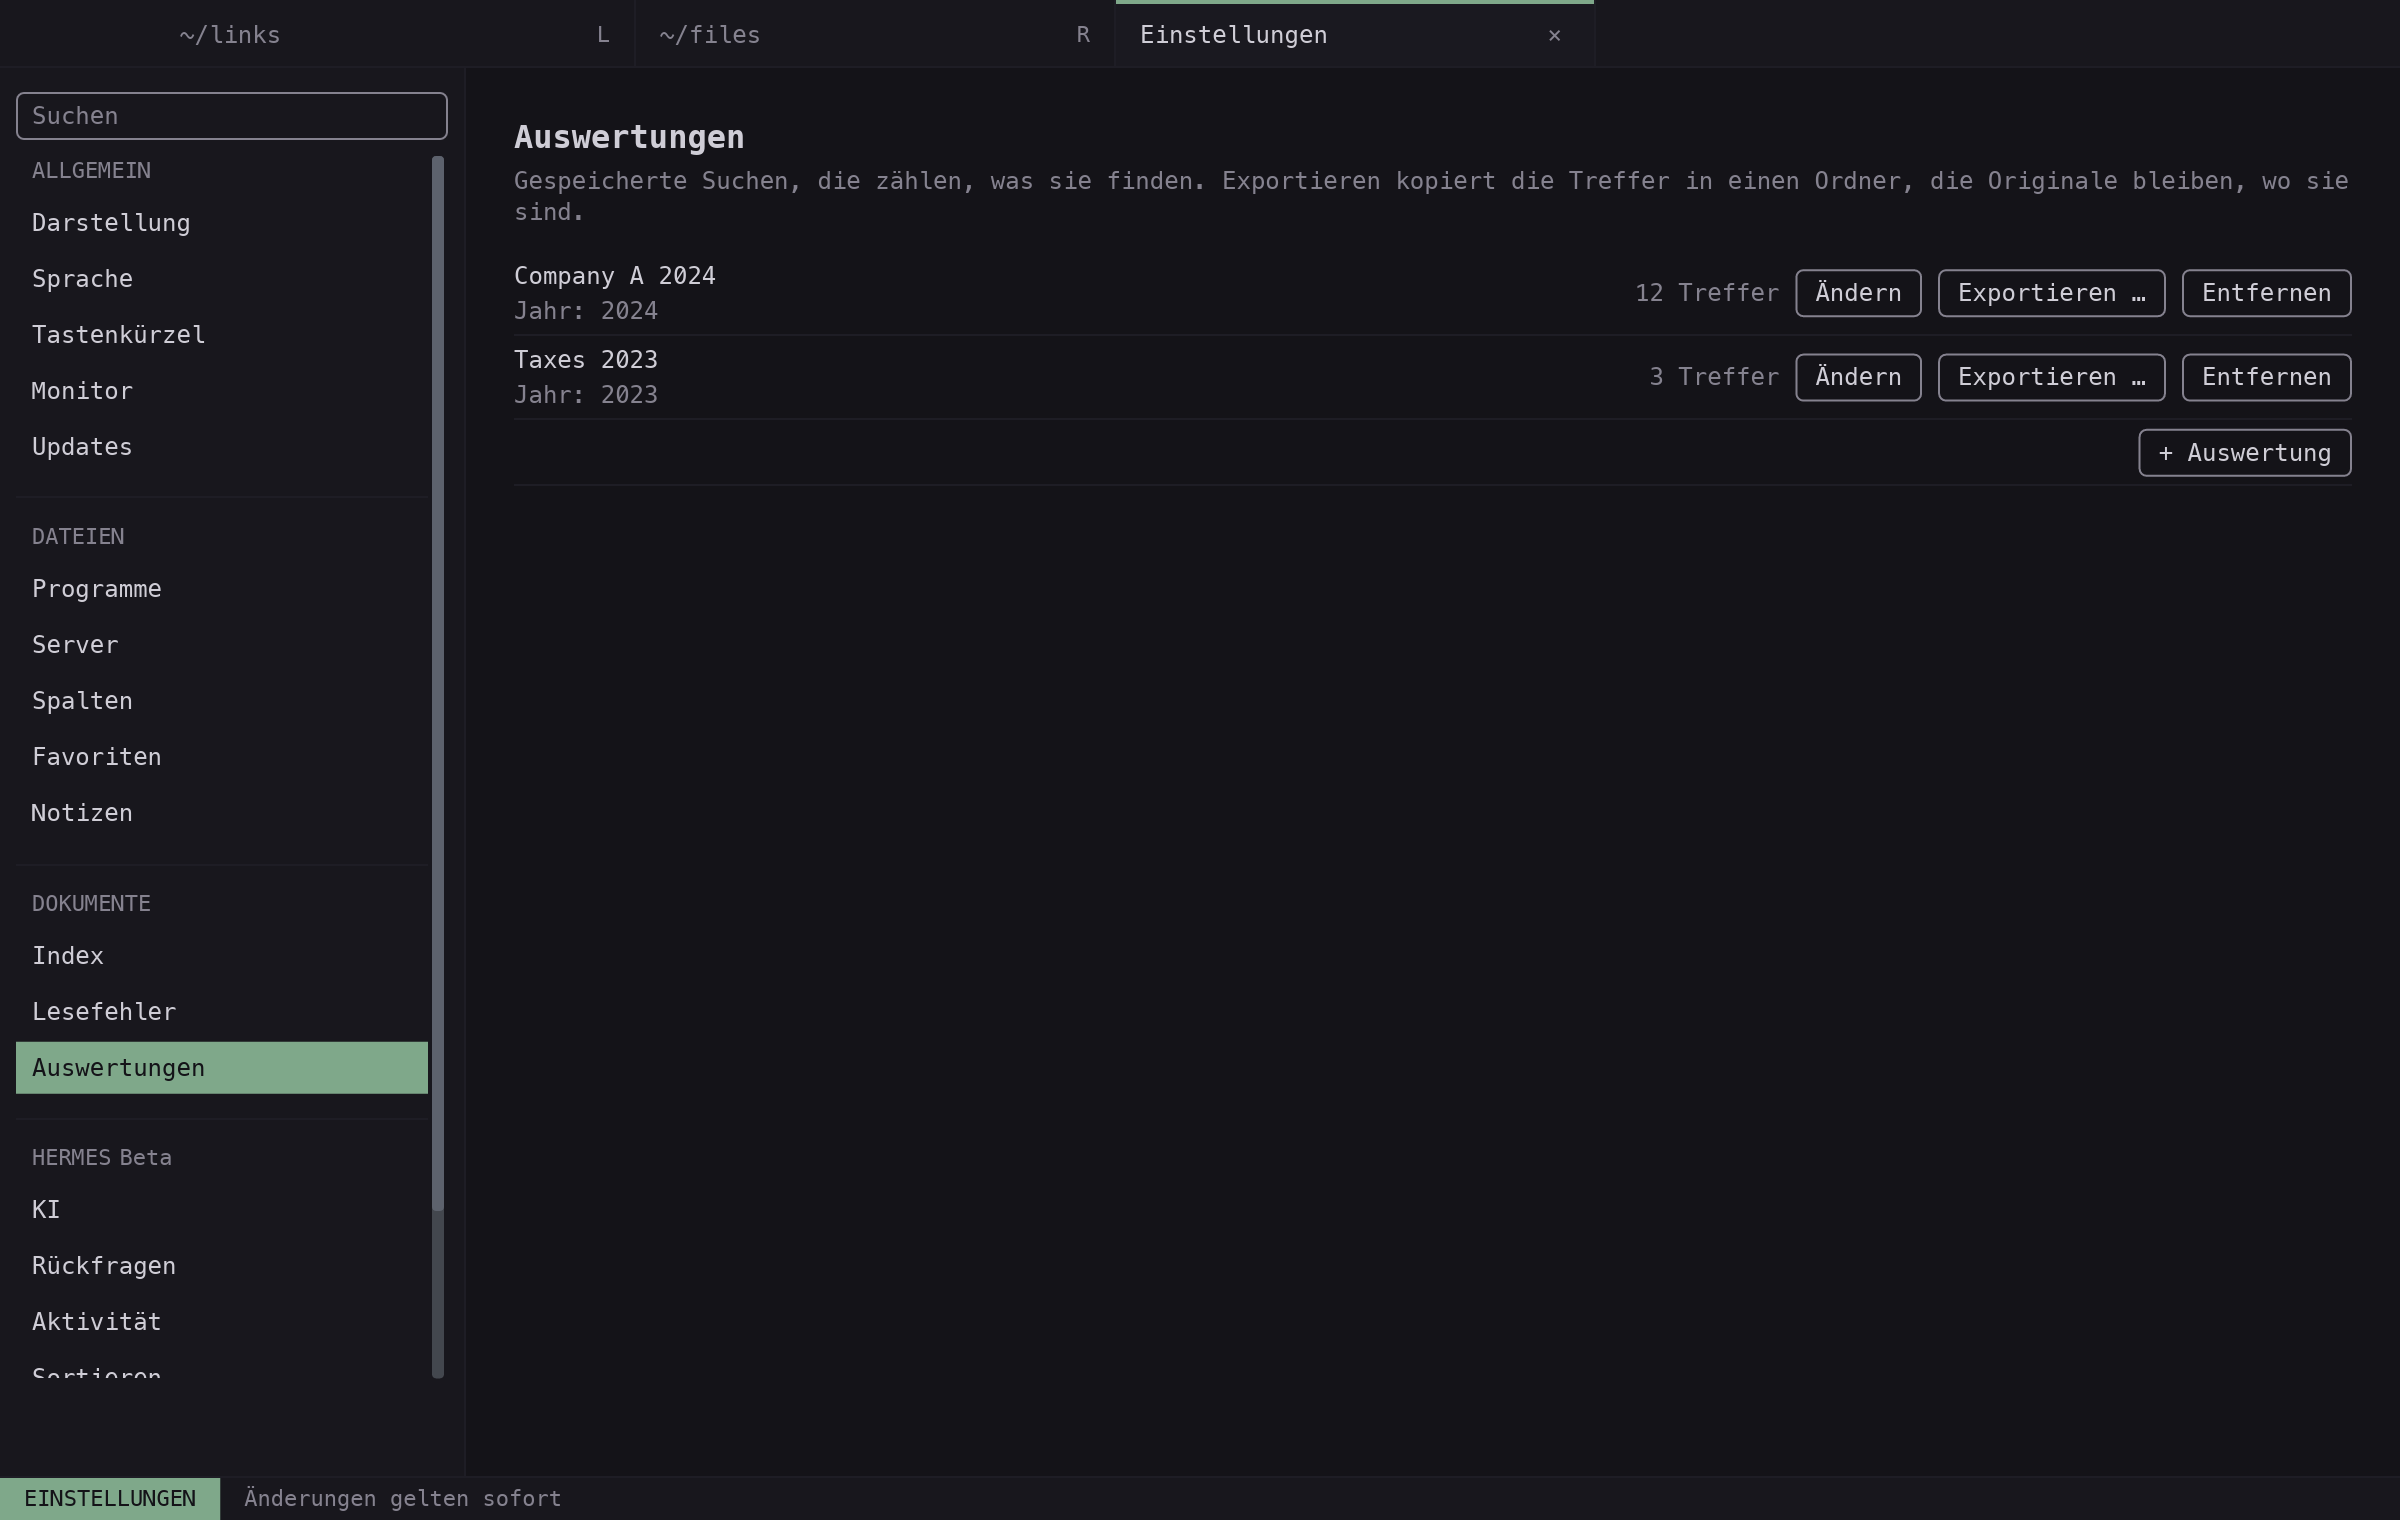 ~/links L ~/files R Einstellungen ×
Suchen
ALLGEMEIN
Darstellung
Sprache
Tastenkürzel
Monitor
Updates
DATEIEN
Programme
Server
Spalten
Favoriten
Notizen
DOKUMENTE
Index
Lesefehler
Auswertungen
HERMES Beta
KI
Rückfragen
Aktivität
Sortieren
Auswertungen
Gespeicherte Suchen, die zählen, was sie finden. Exportieren kopiert die Treffer in einen Ordner, die Originale bleiben, wo sie
sind.
Company A 2024
Jahr: 2024
12 Treffer Ändern Exportieren … Entfernen
Taxes 2023
Jahr: 2023
3 Treffer Ändern Exportieren … Entfernen
+ Auswertung
EINSTELLUNGEN Änderungen gelten sofort